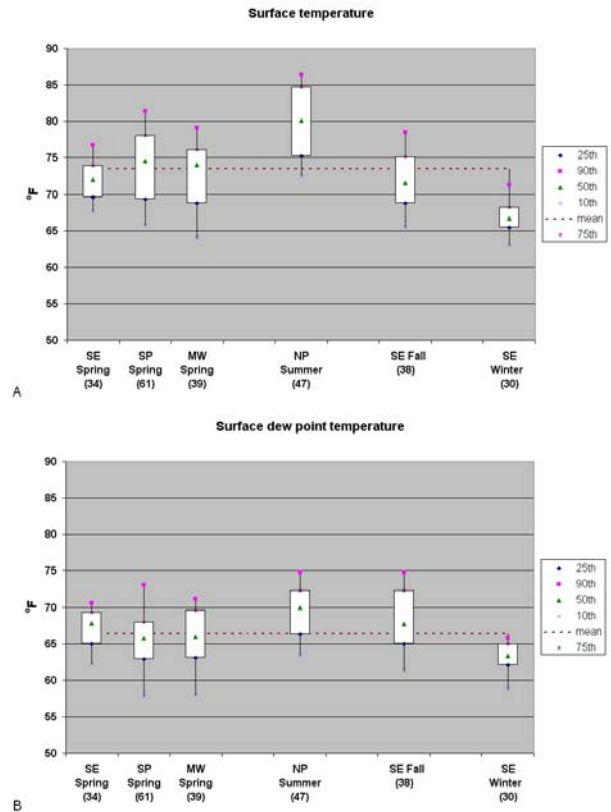 Surface temperature
90
85
80
75
70
65
60
55
50
°F
SE Spring (34)
SP Spring (61)
MW Spring (39)
NP Summer (47)
SE Fall (38)
SE Winter (30)
25th
90th
50th
10th
mean
75th
A
Surface dew point temperature
90
85
80
75
70
65
60
55
50
°F
SE Spring (34)
SP Spring (61)
MW Spring (39)
NP Summer (47)
SE Fall (38)
SE Winter (30)
25th
90th
50th
10th
mean
75th
B